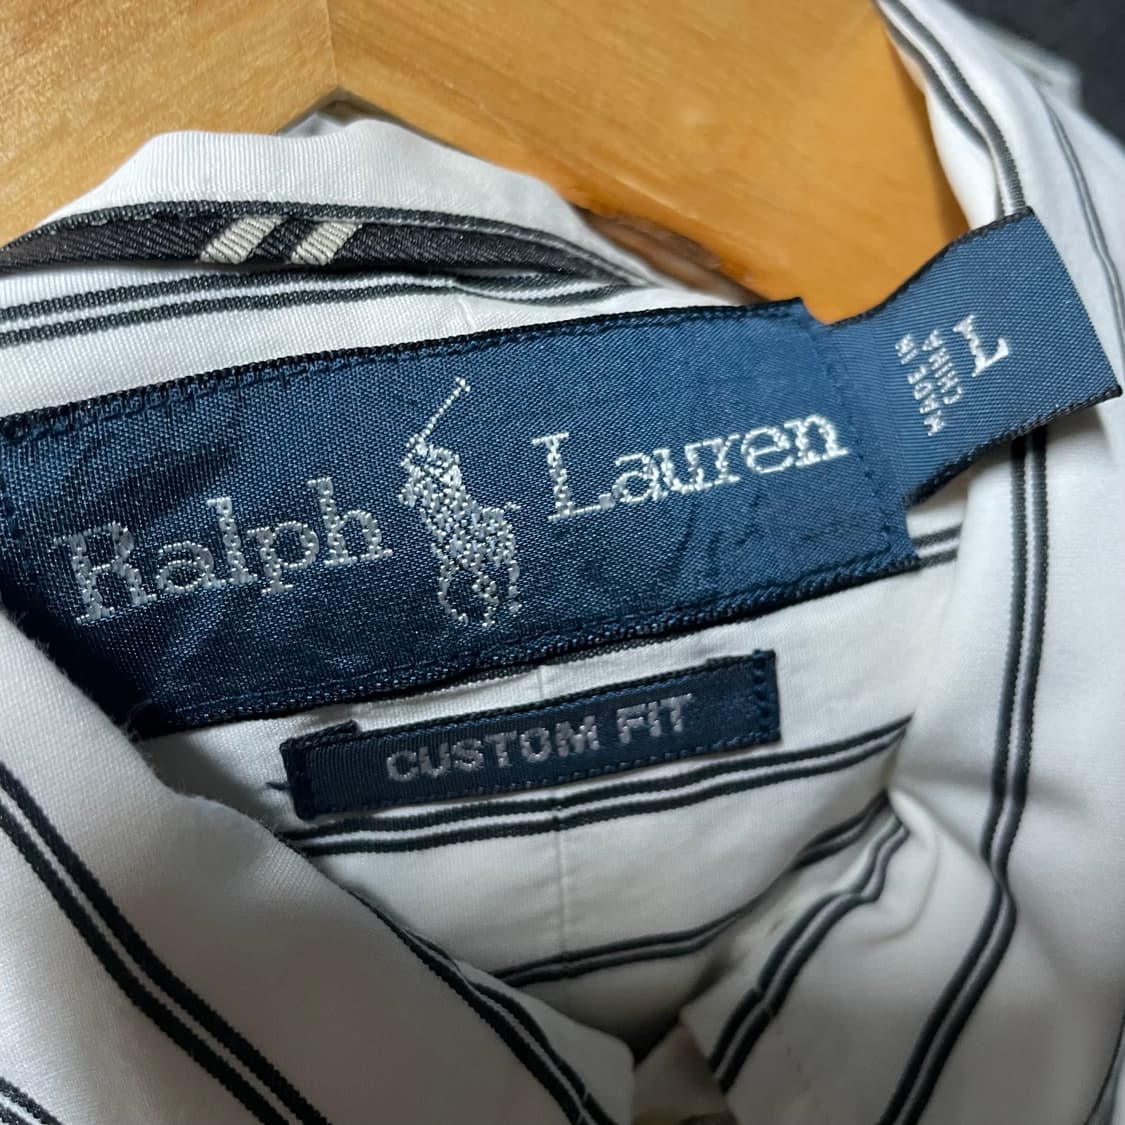 Ralph Lauren
MADE IN
CHINA
L
CUSTOM FIT